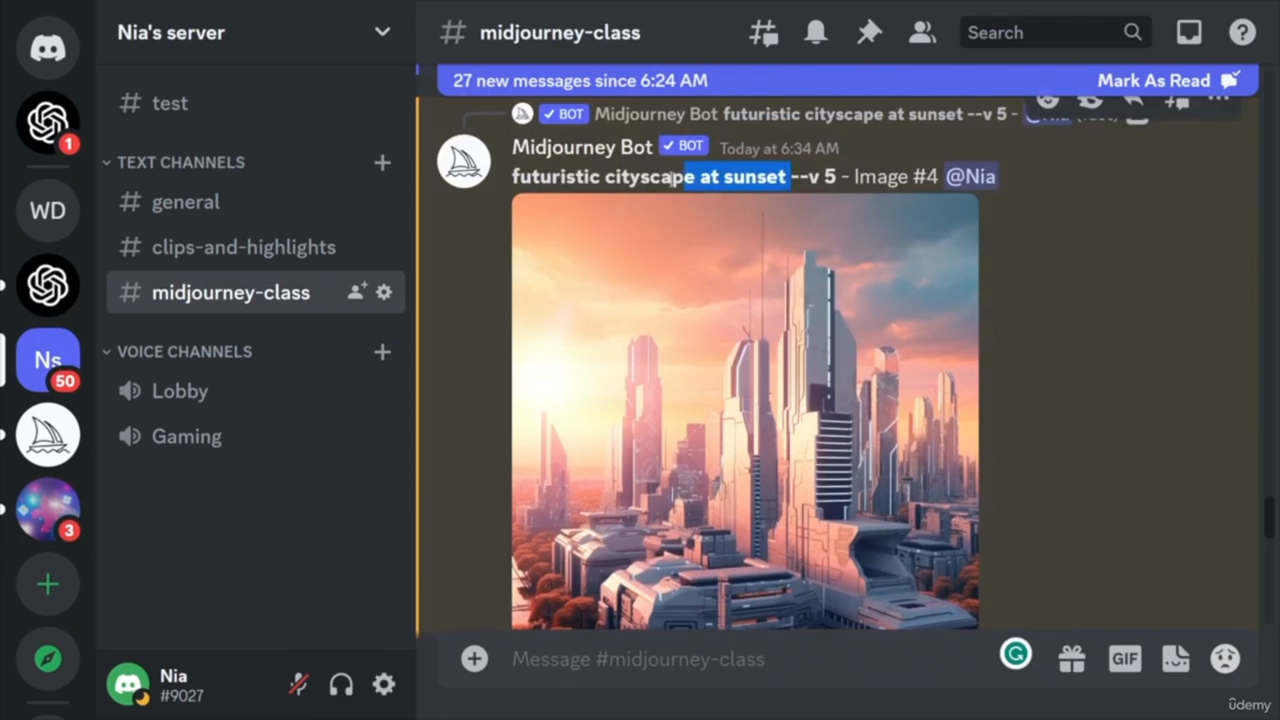 Nia's server
# midjourney-class
Search
27 new messages since 6:24 AM
Mark As Read
# test
BOT Midjourney Bot futuristic cityscape at sunset --v 5 -
Midjourney Bot BOT Today at 6:34 AM
futuristic cityscape at sunset --v 5 - Image #4 @Nia
1
TEXT CHANNELS
# general
WD
# clips-and-highlights
# midjourney-class
VOICE CHANNELS
Ns
50
Lobby
Gaming
3
Nia
#9027
Message #midjourney-class
GIF
ûdemy